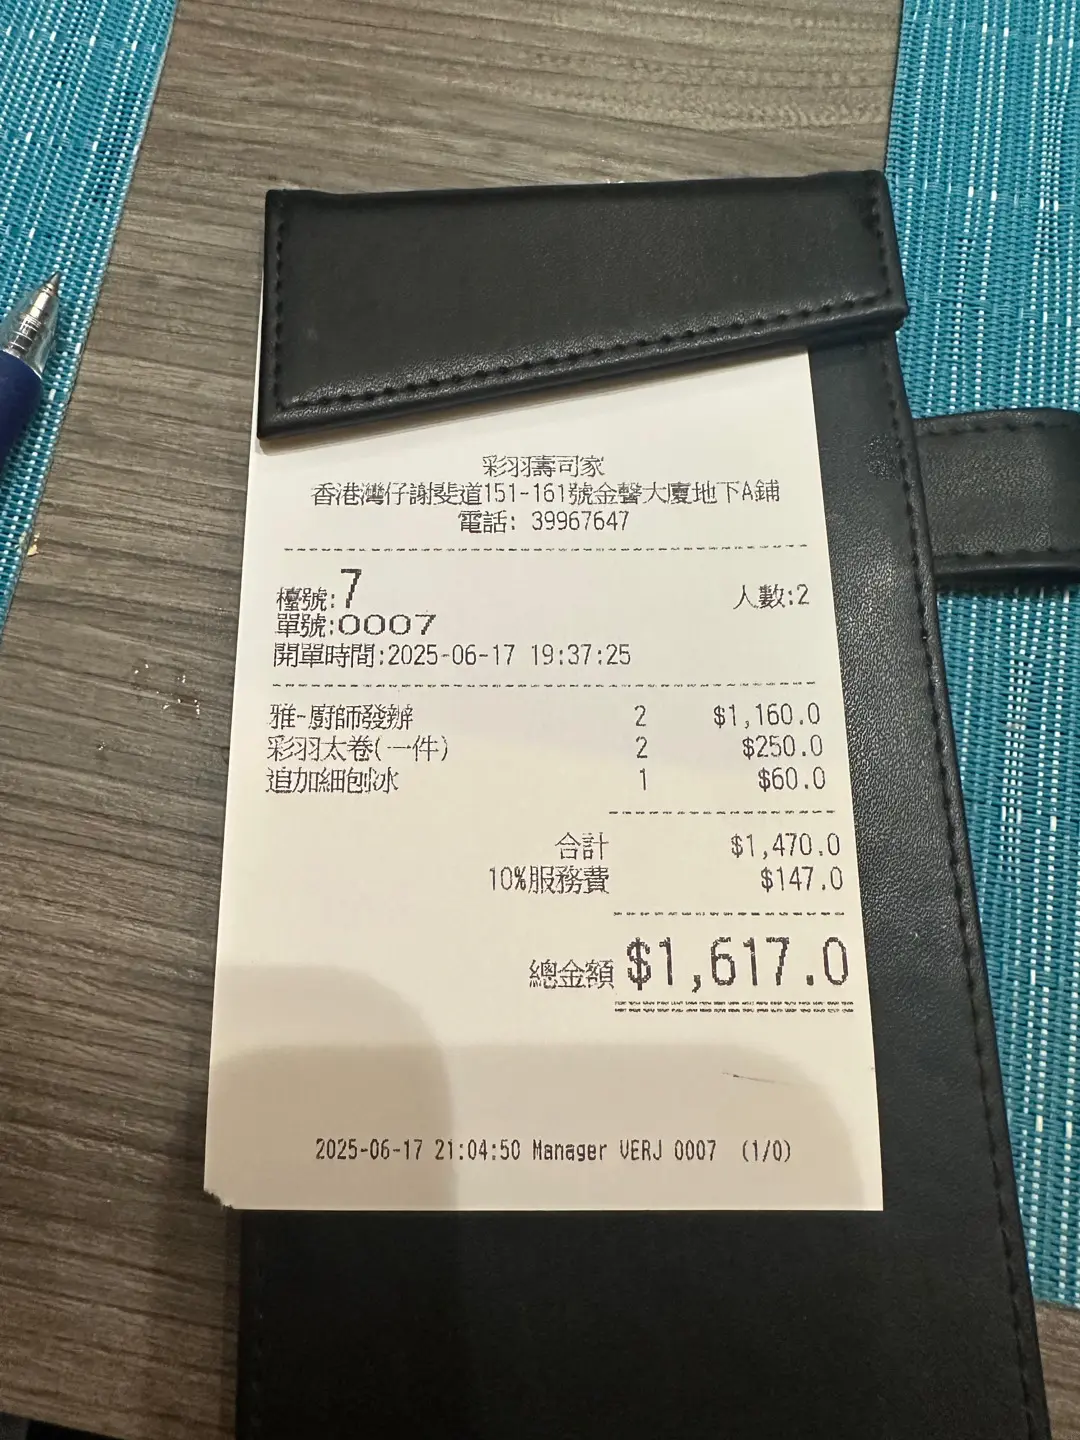 彩羽壽司家
香港灣仔謝斐道151-161號金聲大廈地下A鋪
電話: 39967647
檯號:7
人數:2
單號:0007
開單時間:2025-06-17 19:37:25
雅-廚師發辦 2 $1,160.0
彩羽太卷(一件) 2 $250.0
追加細刨冰 1 $60.0
合計 $1,470.0
10%服務費 $147.0
總金額 $1,617.0
2025-06-17 21:04:50 Manager VERJ 0007 (1/0)